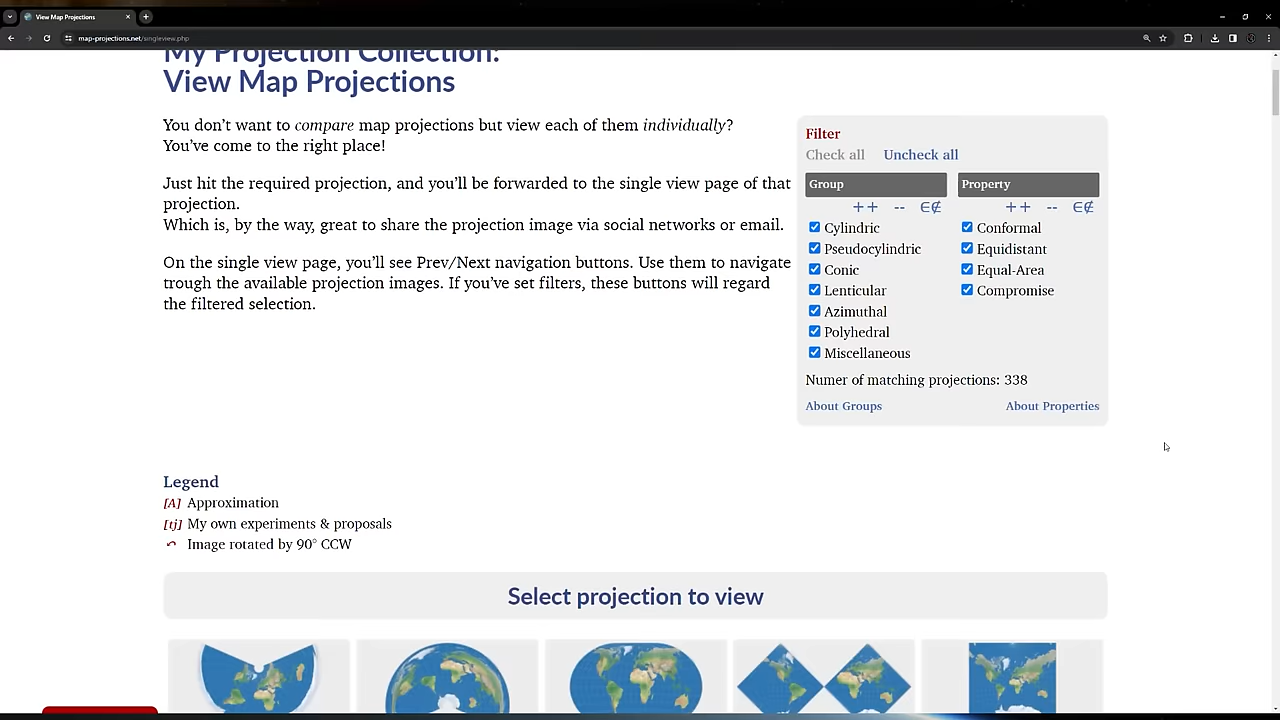 View Map Projections
map-projections.net/singleview.php
My Projection Collection:
View Map Projections
You don't want to compare map projections but view each of them individually?
You've come to the right place!
Just hit the required projection, and you'll be forwarded to the single view page of that
projection.
Which is, by the way, great to share the projection image via social networks or email.
On the single view page, you'll see Prev/Next navigation buttons. Use them to navigate
trough the available projection images. If you've set filters, these buttons will regard
the filtered selection.
Filter
Check all Uncheck all
Group Property
++ -- ∈∉ ++ -- ∈∉
Cylindric Conformal
Pseudocylindric Equidistant
Conic Equal-Area
Lenticular Compromise
Azimuthal
Polyhedral
Miscellaneous
Numer of matching projections: 338
About Groups About Properties
Legend
[A] Approximation
[tj] My own experiments & proposals
Image rotated by 90° CCW
Select projection to view